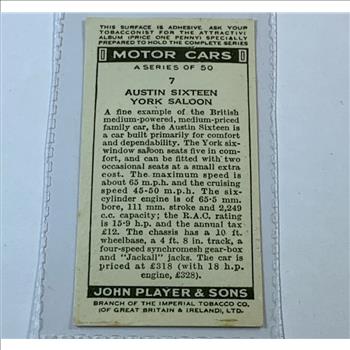 THIS SURFACE IS ADHESIVE. ASK YOUR
TOBACCONIST FOR THE ATTRACTIVE
ALBUM (PRICE ONE PENNY) SPECIALLY
PREPARED TO HOLD THE COMPLETE SERIES
MOTOR CARS
A SERIES OF 50
7
AUSTIN SIXTEEN
YORK SALOON
A fine example of the British
medium-powered, medium-priced
family car, the Austin Sixteen is
a car built primarily for comfort
and dependability. The York six-
window saloon seats five in com-
fort, and can be fitted with two
occasional seats at a small extra
cost. The maximum speed is
about 65 m.p.h. and the cruising
speed 45-50 m.p.h. The six-
cylinder engine is of 65·5 mm.
bore, 111 mm. stroke and 2,249
c.c. capacity; the R.A.C. rating
is 15·9 h.p. and the annual tax
£12. The chassis has a 10 ft.
wheelbase, a 4 ft. 8 in. track, a
four-speed synchromesh gear-box
and "Jackall" jacks. The car is
priced at £318 (with 18 h.p.
engine, £328).
JOHN PLAYER & SONS
BRANCH OF THE IMPERIAL TOBACCO CO.
(OF GREAT BRITAIN & IRELAND), LTD.